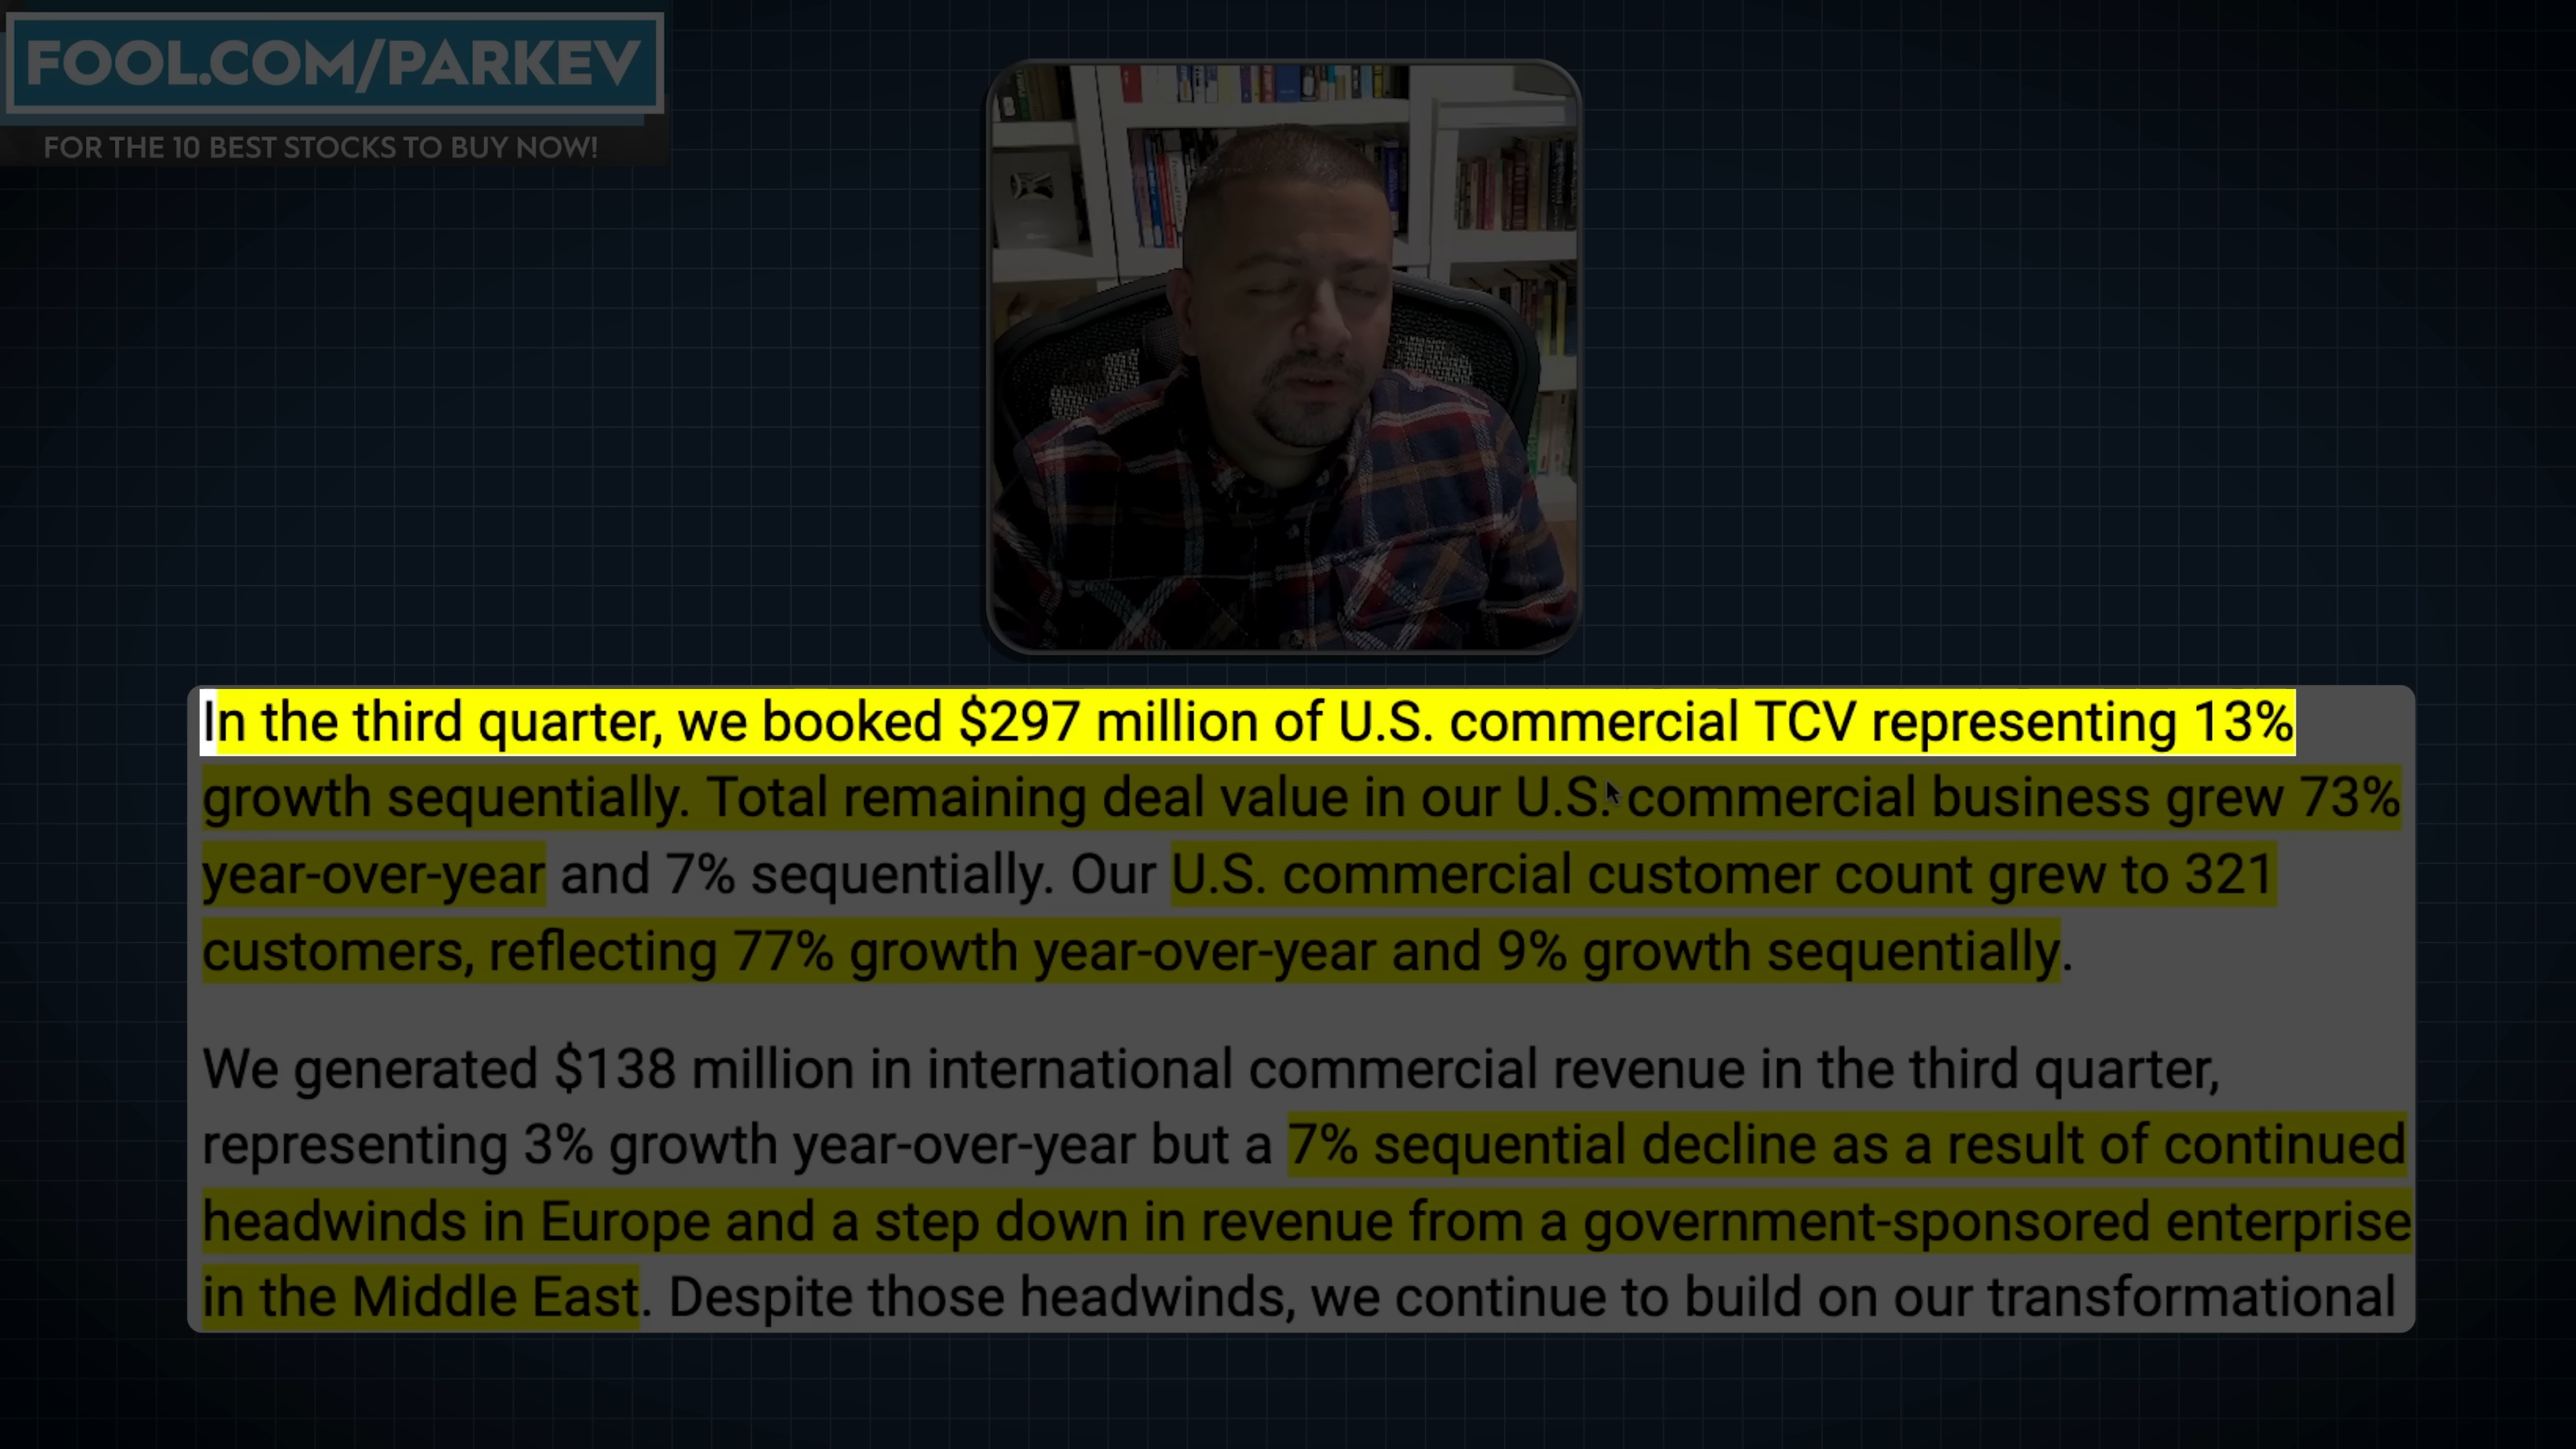 FOOL.COM/PARKEV
FOR THE 10 BEST STOCKS TO BUY NOW!
In the third quarter, we booked $297 million of U.S. commercial TCV representing 13%
growth sequentially. Total remaining deal value in our U.S. commercial business grew 73%
year-over-year and 7% sequentially. Our U.S. commercial customer count grew to 321
customers, reflecting 77% growth year-over-year and 9% growth sequentially.
We generated $138 million in international commercial revenue in the third quarter,
representing 3% growth year-over-year but a 7% sequential decline as a result of continued
headwinds in Europe and a step down in revenue from a government-sponsored enterprise
in the Middle East. Despite those headwinds, we continue to build on our transformational